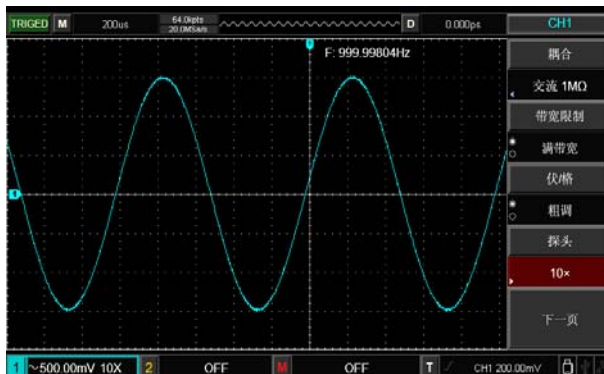 TRIGED M 200us 64.0kpts D 0.000ps CH1
20.0MSa/s
F: 999.99804Hz
耦合
交流 1MΩ
带宽限制
满带宽
伏/格
粗调
探头
10×
下一页
1
1 ~500.00mV 10X 2 OFF M OFF T CH1 200.00mV